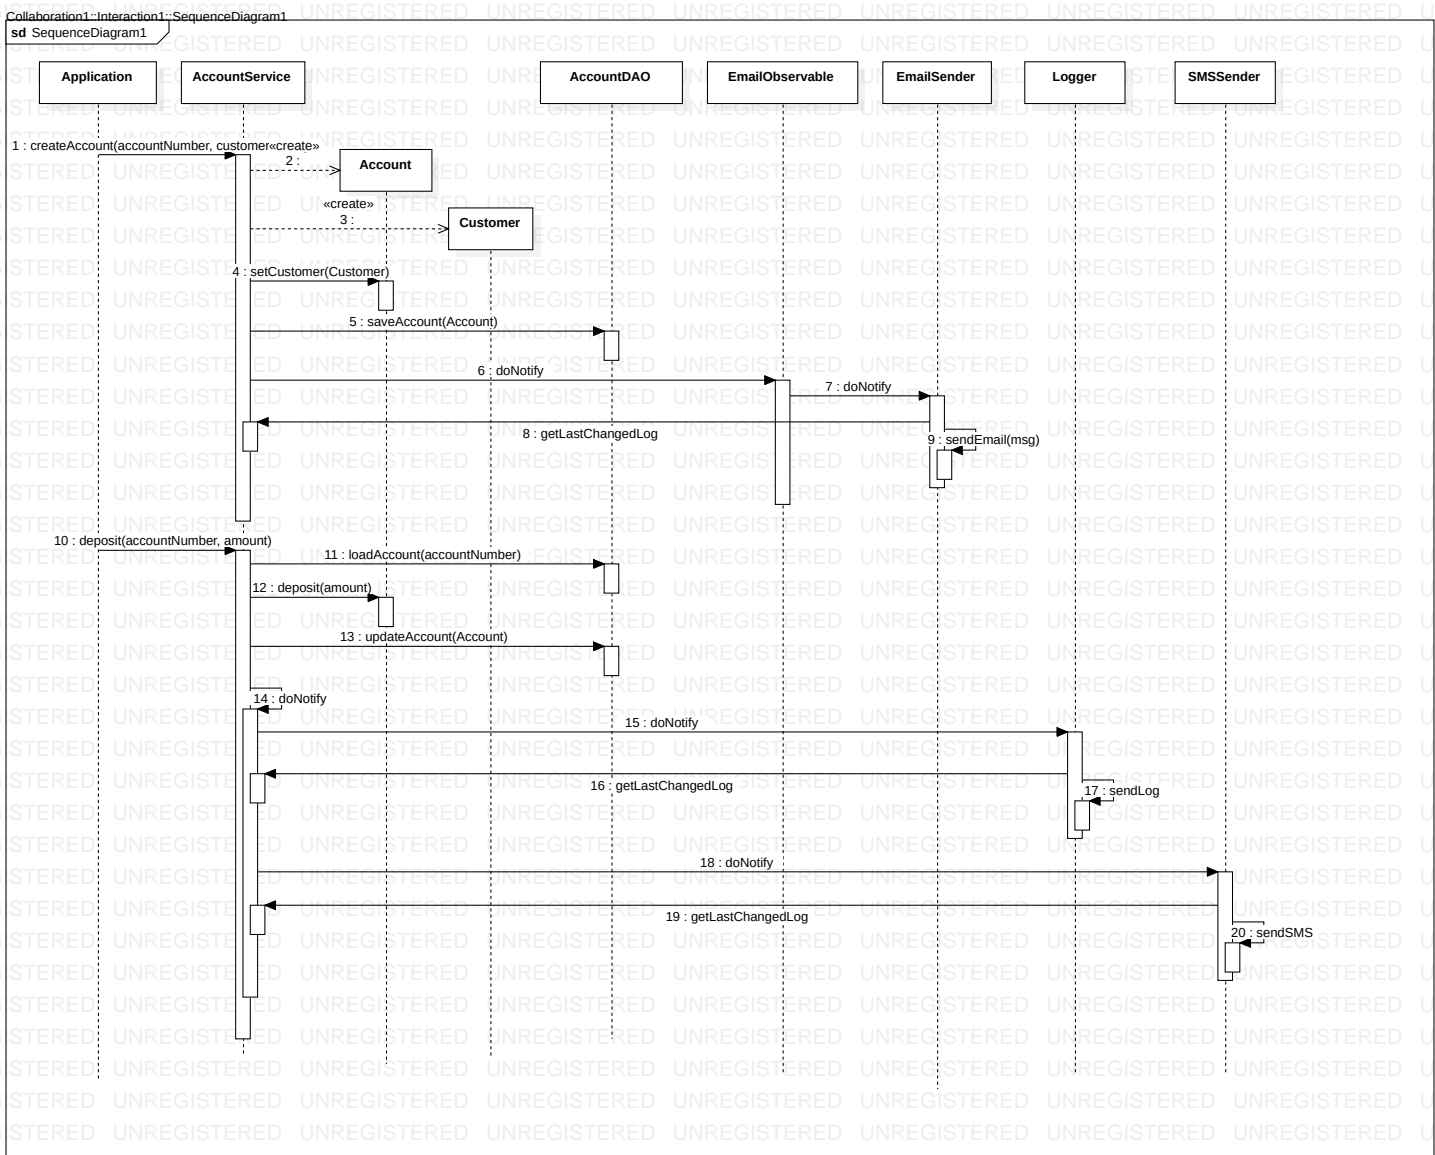 Collaboration1::Interaction1::SequenceDiagram1
sd SequenceDiagram1
Application
AccountService
AccountDAO
EmailObservable
EmailSender
Logger
SMSSender
1 : createAccount(accountNumber, customer
«create»
2 :
Account
«create»
3 :
Customer
4 : setCustomer(Customer)
5 : saveAccount(Account)
6 : doNotify
7 : doNotify
8 : getLastChangedLog
9 : sendEmail(msg)
10 : deposit(accountNumber, amount)
11 : loadAccount(accountNumber)
12 : deposit(amount)
13 : updateAccount(Account)
14 : doNotify
15 : doNotify
16 : getLastChangedLog
17 : sendLog
18 : doNotify
19 : getLastChangedLog
20 : sendSMS
UNREGISTERED